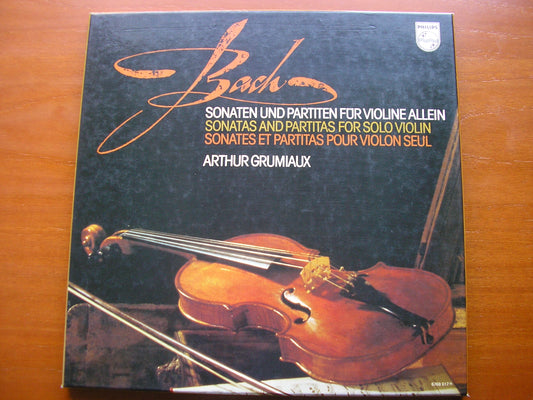 Bach
PHILIPS
SONATEN UND PARTITEN FÜR VIOLINE ALLEIN
SONATAS AND PARTITAS FOR SOLO VIOLIN
SONATES ET PARTITAS POUR VIOLON SEUL
ARTHUR GRUMIAUX